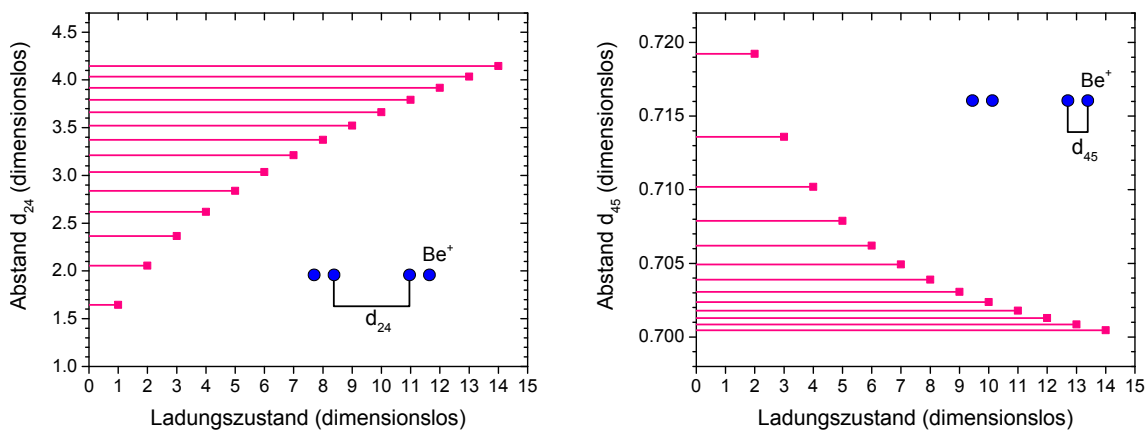 Abstand d24 (dimensionslos)
4.5
4.0
3.5
3.0
2.5
2.0
1.5
1.0
Be+
d24
0 1 2 3 4 5 6 7 8 9 10 11 12 13 14 15
Ladungszustand (dimensionslos)
Abstand d45 (dimensionslos)
0.720
0.715
0.710
0.705
0.700
Be+
d45
0 1 2 3 4 5 6 7 8 9 10 11 12 13 14 15
Ladungszustand (dimensionslos)